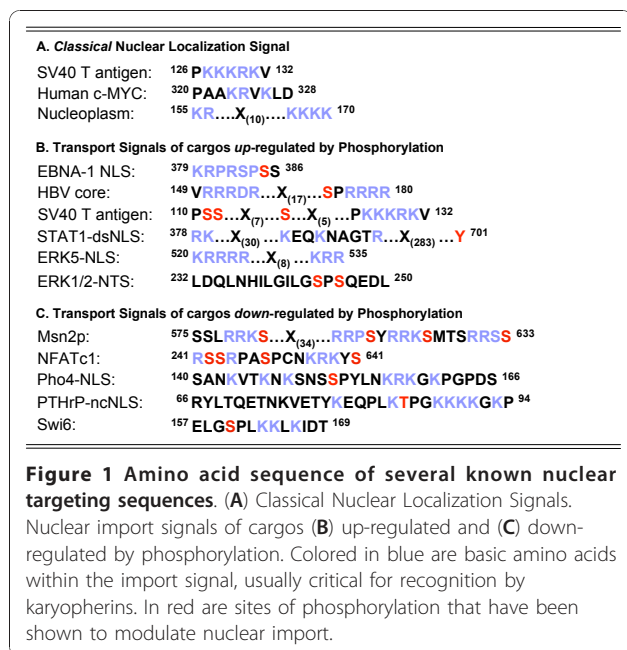 A. Classical Nuclear Localization Signal
SV40 T antigen: 126 PKKKRKV 132
Human c-MYC: 320 PAAKRVKLD 328
Nucleoplasm: 155 KR....X(10)....KKKK 170
B. Transport Signals of cargos up-regulated by Phosphorylation
EBNA-1 NLS: 379 KRPRSPSS 386
HBV core: 149 VRRRDR...X(17)...SPRRRR 180
SV40 T antigen: 110 PSS...X(7)...S...X(5)...PKKKRKV 132
STAT1-dsNLS: 378 RK...X(30)...KEQKNAGTR...X(283)...Y 701
ERK5-NLS: 520 KRRRR...X(8)...KRR 535
ERK1/2-NTS: 232 LDQLNHILGILGSPSQEDL 250
C. Transport Signals of cargos down-regulated by Phosphorylation
Msn2p: 575 SSLRRKS...X(34)...RRPSYRRKSMTSRRSS 633
NFATc1: 241 RSSRPASPCNKRKYS 641
Pho4-NLS: 140 SANKVTKNKSNSSPYLNKRKGKPGPDS 166
PTHrP-ncNLS: 66 RYLTQETNKVETYKEQPLKTPGKKKKGKP 94
Swi6: 157 ELGSPLKKLKIDT 169
Figure 1 Amino acid sequence of several known nuclear
targeting sequences. (A) Classical Nuclear Localization Signals.
Nuclear import signals of cargos (B) up-regulated and (C) down-
regulated by phosphorylation. Colored in blue are basic amino acids
within the import signal, usually critical for recognition by
karyopherins. In red are sites of phosphorylation that have been
shown to modulate nuclear import.